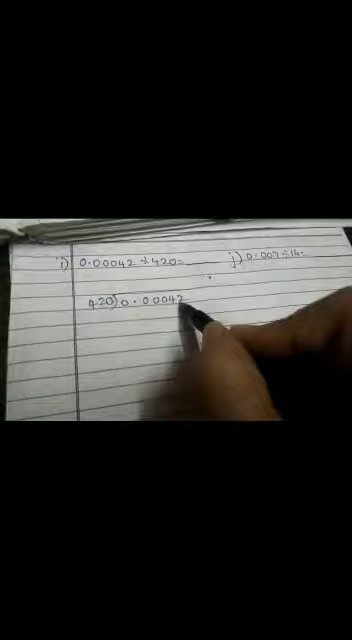 i) 0.00042 ÷ 420= j) 0.007 ÷ 14=
420)0.00042